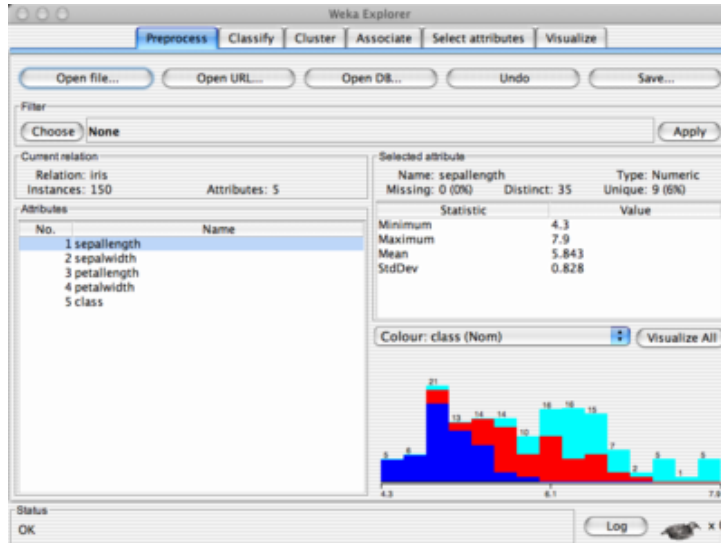 Weka Explorer
Preprocess Classify Cluster Associate Select attributes Visualize
Open file... Open URL... Open DB... Undo Save...
Filter
Choose None Apply
Current relation
Relation: iris
Instances: 150 Attributes: 5
Selected attribute
Name: sepallength Type: Numeric
Missing: 0 (0%) Distinct: 35 Unique: 9 (6%)
Attributes
No. Name
1 sepallength
2 sepalwidth
3 petallength
4 petalwidth
5 class
Statistic Value
Minimum 4.3
Maximum 7.9
Mean 5.843
StdDev 0.828
Colour: class (Nom) Visualize All
5 6 21 13 14 14 10 16 16 15 7 2 5 1 5
4.3 6.1 7.9
Status
OK Log